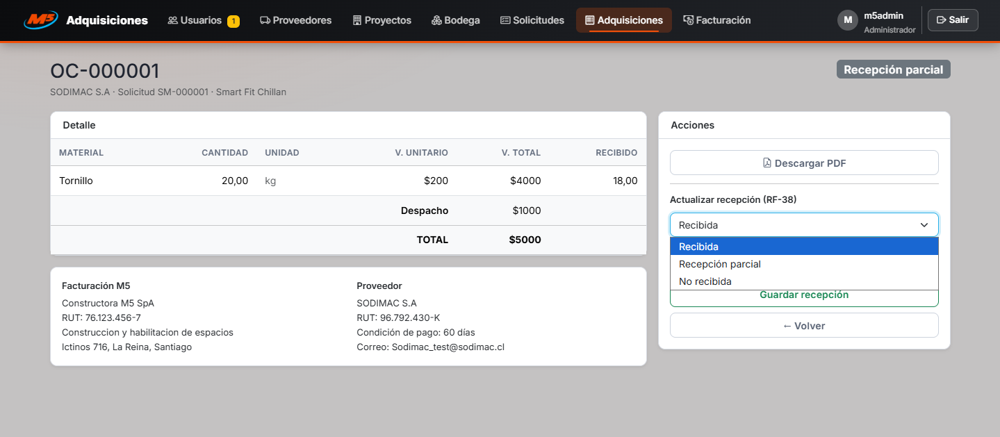 M5 Adquisiciones Usuarios 1 Proveedores Proyectos Bodega Solicitudes Adquisiciones Facturación M m5admin Administrador Salir
OC-000001
Recepción parcial
SODIMAC S.A · Solicitud SM-000001 · Smart Fit Chillan
Detalle
MATERIAL CANTIDAD UNIDAD V. UNITARIO V. TOTAL RECIBIDO
Tornillo 20,00 kg $200 $4000 18,00
Despacho $1000
TOTAL $5000
Facturación M5
Constructora M5 SpA
RUT: 76.123.456-7
Construccion y habilitacion de espacios
Ictinos 716, La Reina, Santiago
Proveedor
SODIMAC S.A
RUT: 96.792.430-K
Condición de pago: 60 días
Correo: Sodimac_test@sodimac.cl
Acciones
Descargar PDF
Actualizar recepción (RF-38)
Recibida
Recibida
Recepción parcial
No recibida
Guardar recepción
← Volver